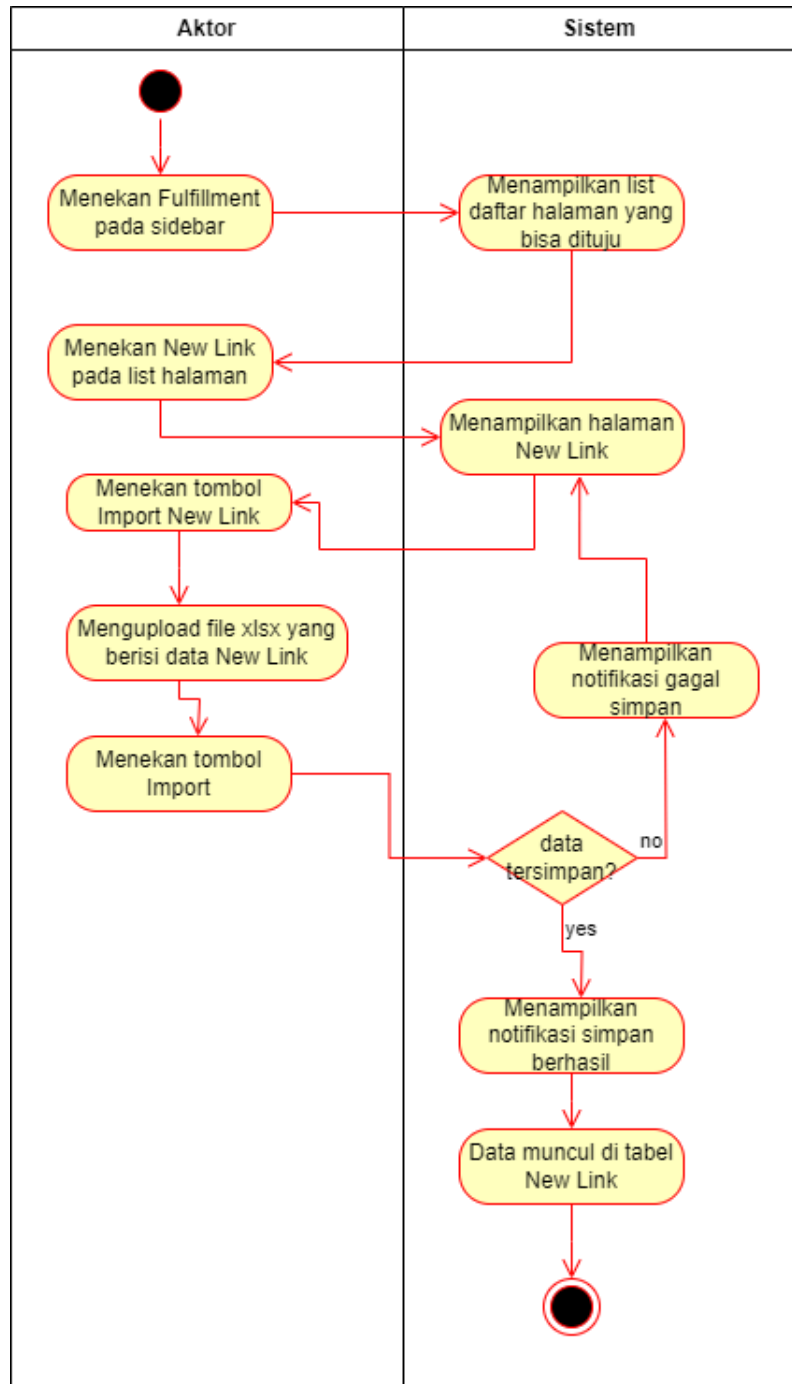 Aktor
Sistem
Menekan Fulfillment
pada sidebar
Menampilkan list
daftar halaman yang
bisa dituju
Menekan New Link
pada list halaman
Menampilkan halaman
New Link
Menekan tombol
Import New Link
Mengupload file xlsx yang
berisi data New Link
Menampilkan
notifikasi gagal
simpan
Menekan tombol
Import
data
tersimpan?
no
yes
Menampilkan
notifikasi simpan
berhasil
Data muncul di tabel
New Link